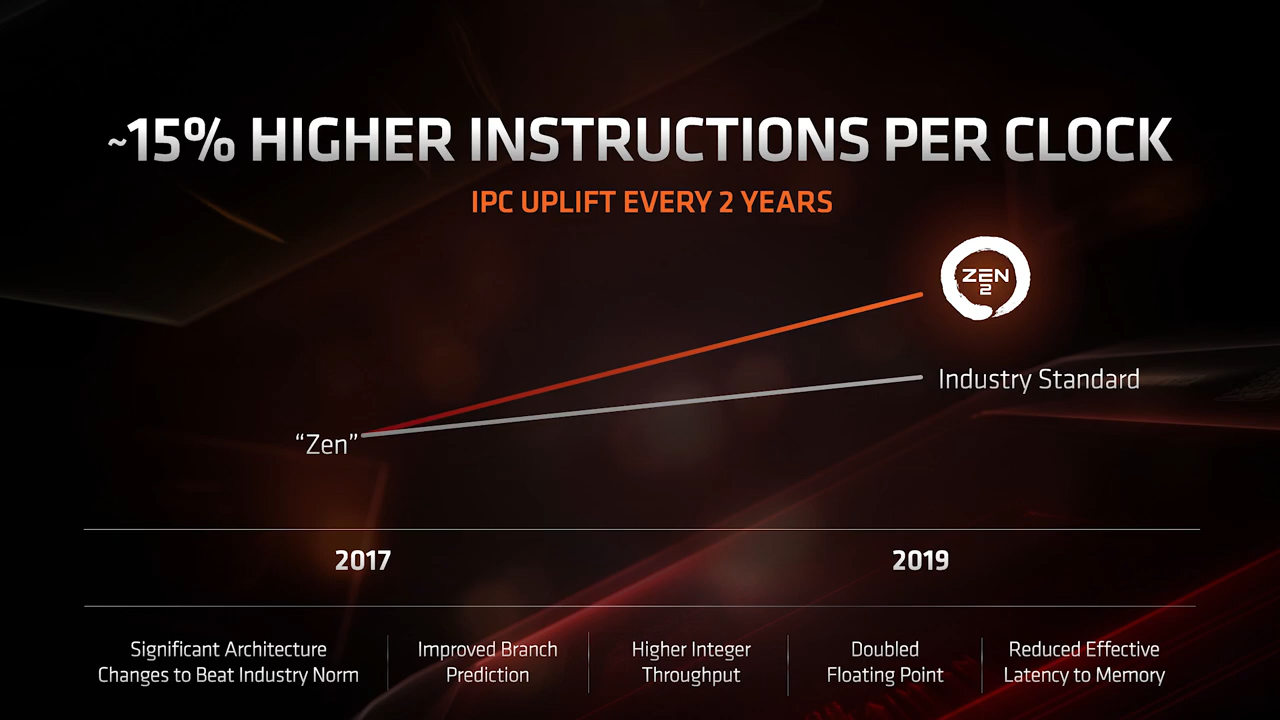 ~15% HIGHER INSTRUCTIONS PER CLOCK
IPC UPLIFT EVERY 2 YEARS
ZEN
2
Industry Standard
“Zen”
2017
2019
Significant Architecture
Changes to Beat Industry Norm
Improved Branch
Prediction
Higher Integer
Throughput
Doubled
Floating Point
Reduced Effective
Latency to Memory